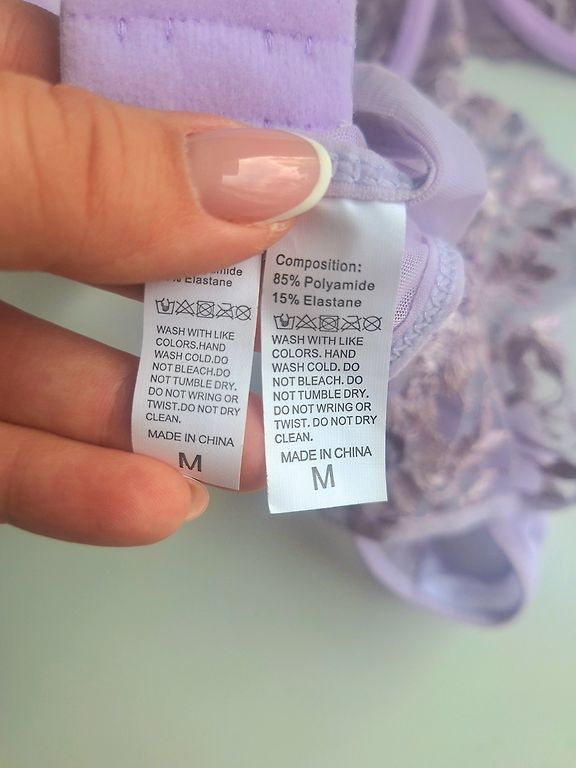 % Elastane
WASH WITH LIKE
COLORS.HAND
WASH COLD.DO
NOT BLEACH.DO
NOT TUMBLE DRY.
DO NOT WRING OR
TWIST.DO NOT DRY
CLEAN.
MADE IN CHINA
M
Composition:
85% Polyamide
15% Elastane
WASH WITH LIKE
COLORS. HAND
WASH COLD. DO
NOT BLEACH. DO
NOT TUMBLE DRY.
DO NOT WRING OR
TWIST. DO NOT DRY
CLEAN.
MADE IN CHINA
M